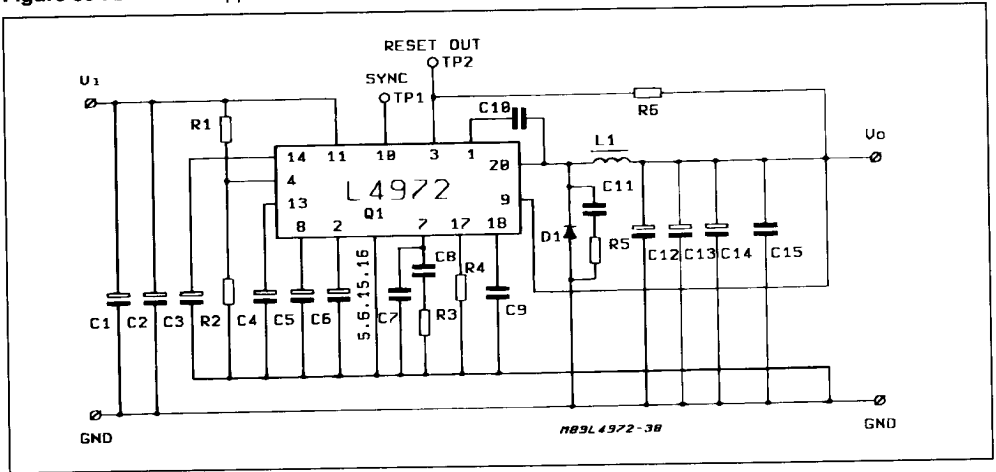 RESET OUT
TP2
SYNC
TP1
Vi
R1
C10
R6
Vo
14 11 10 3 1
20
4
13
L4972
Q1
9
8 2 7 17 18
L1
C11
D1
R5
C12 C13 C14 C15
5.6.15.16
C8
R4
C1 C2 C3 R2 C4 C5 C6 C7 R3 C9
GND
M89L4972-38
GND